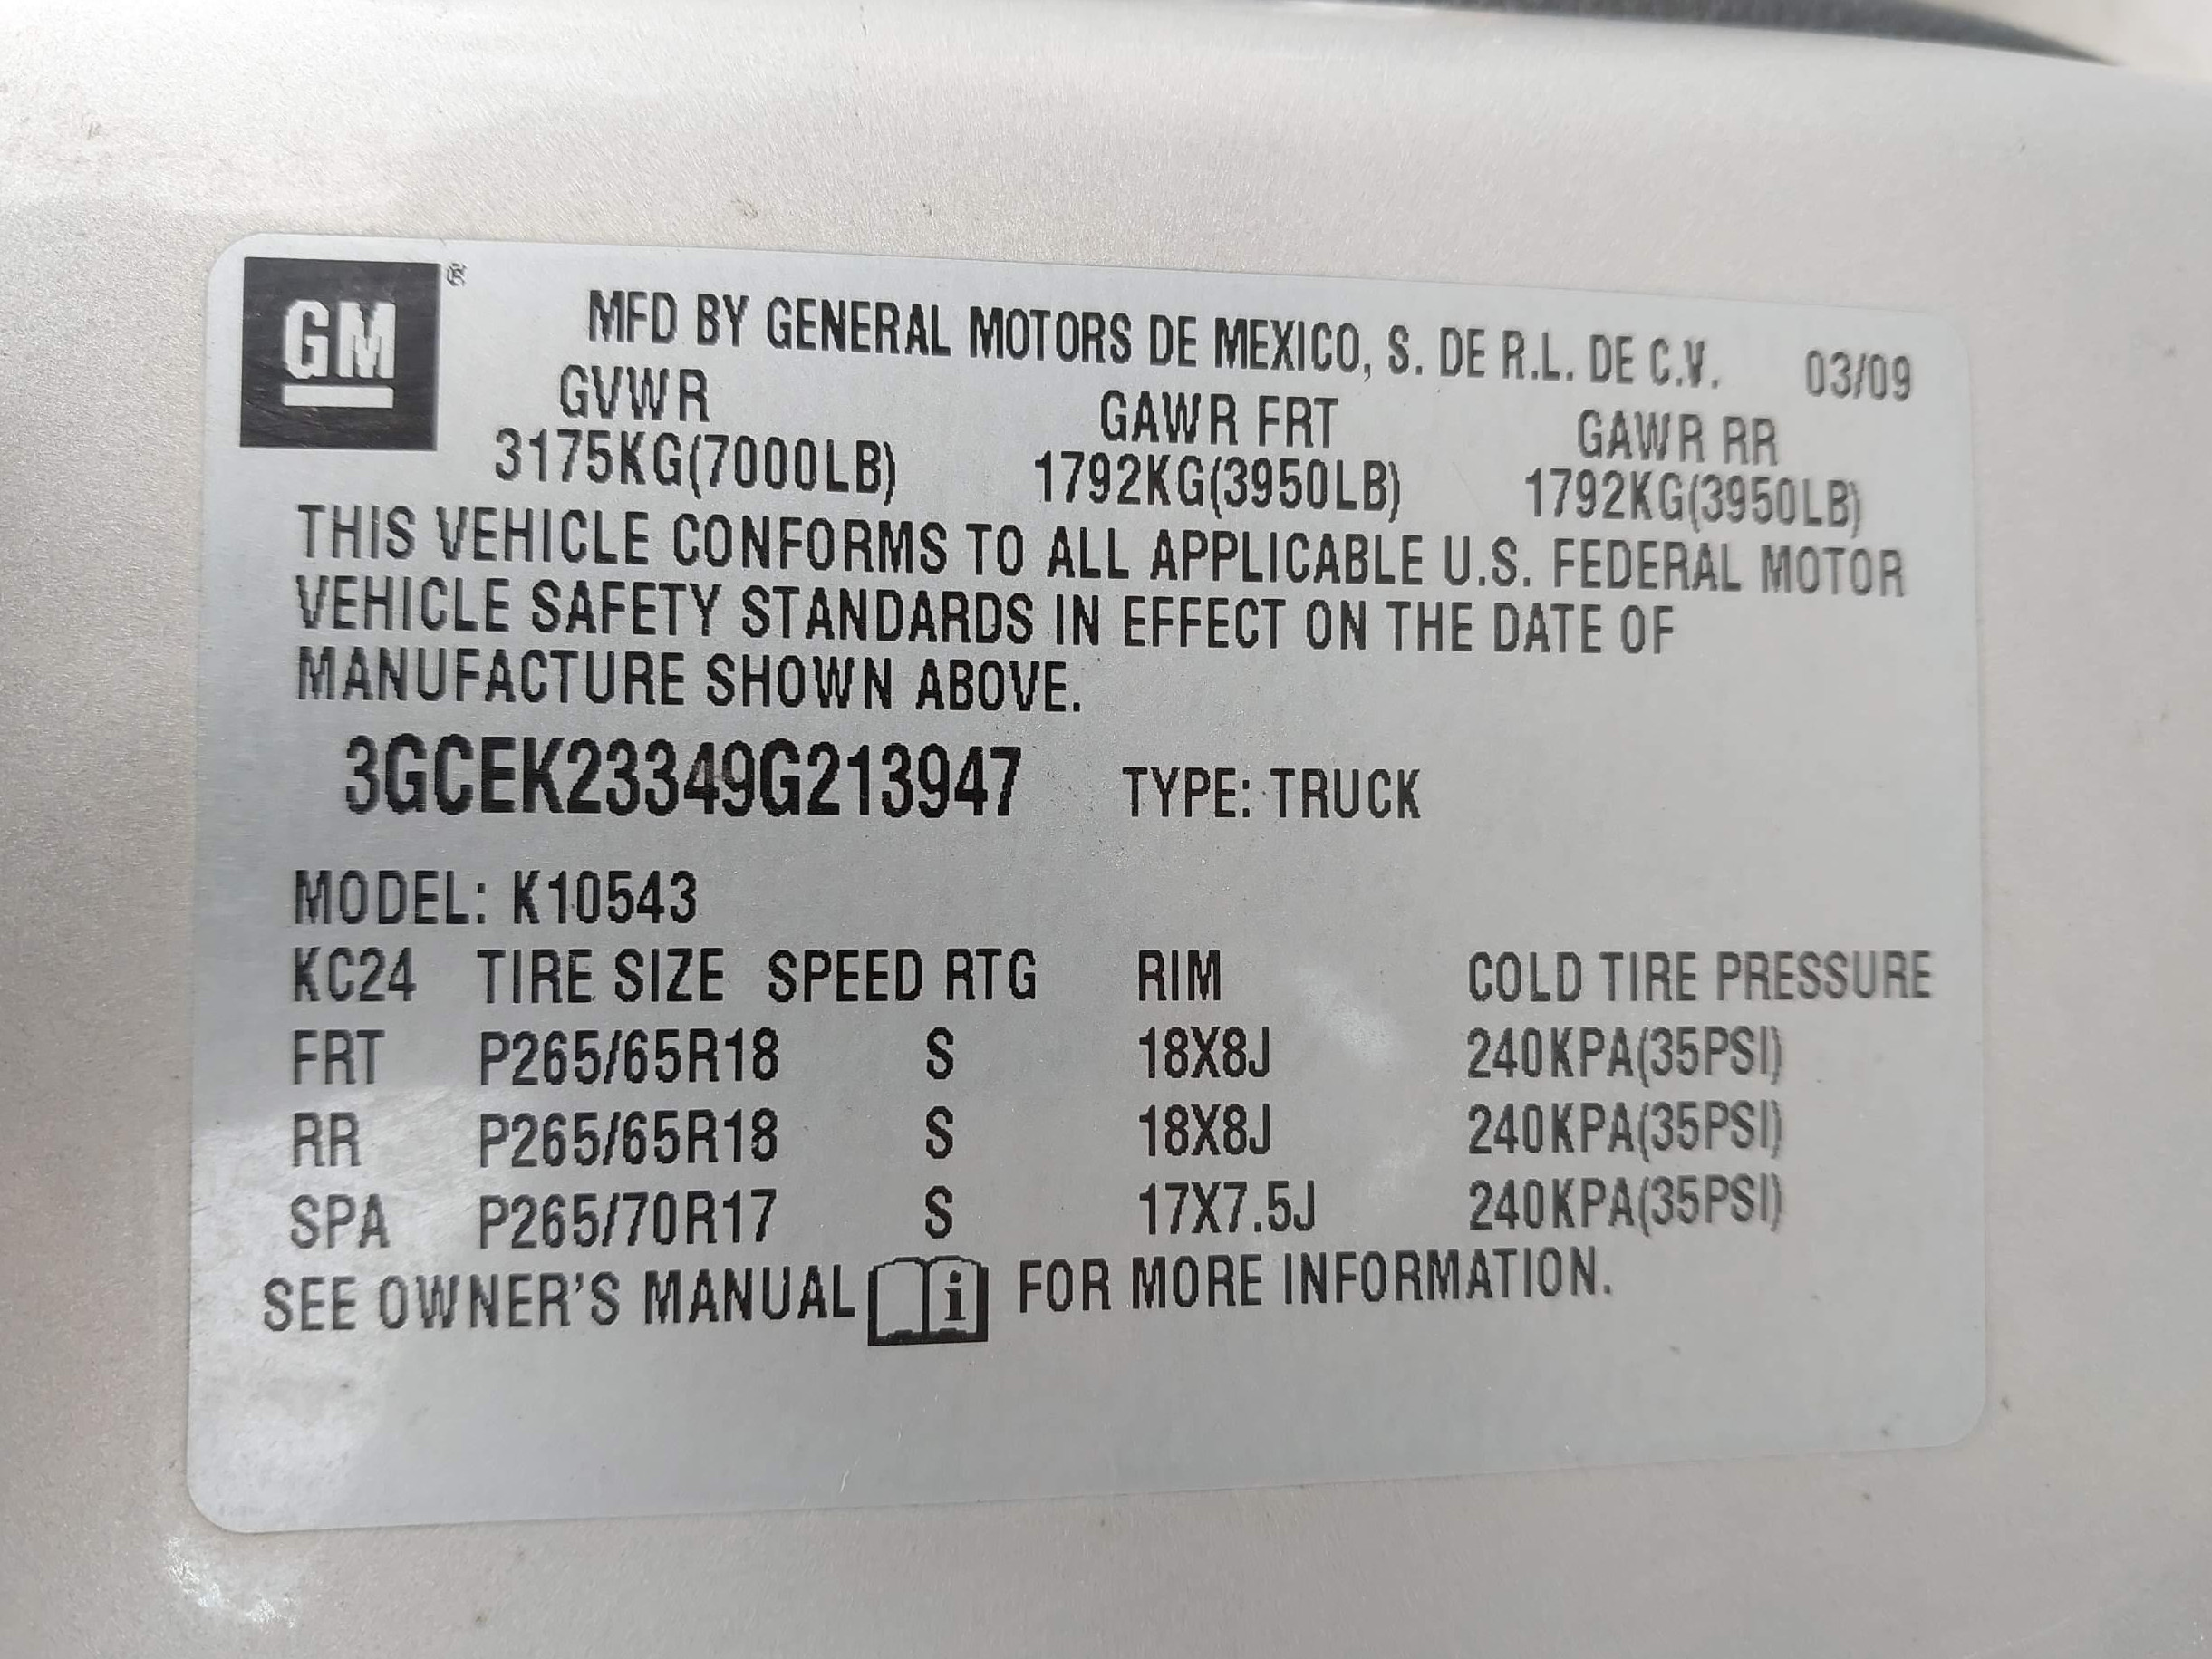 GM ®
MFD BY GENERAL MOTORS DE MEXICO, S. DE R.L. DE C.V. 03/09
GVWR GAWR FRT GAWR RR
3175KG(7000LB) 1792KG(3950LB) 1792KG(3950LB)
THIS VEHICLE CONFORMS TO ALL APPLICABLE U.S. FEDERAL MOTOR
VEHICLE SAFETY STANDARDS IN EFFECT ON THE DATE OF
MANUFACTURE SHOWN ABOVE.
3GCEK23349G213947 TYPE: TRUCK
MODEL: K10543
KC24 TIRE SIZE SPEED RTG RIM COLD TIRE PRESSURE
FRT P265/65R18 S 18X8J 240KPA(35PSI)
RR P265/65R18 S 18X8J 240KPA(35PSI)
SPA P265/70R17 S 17X7.5J 240KPA(35PSI)
SEE OWNER'S MANUAL i FOR MORE INFORMATION.